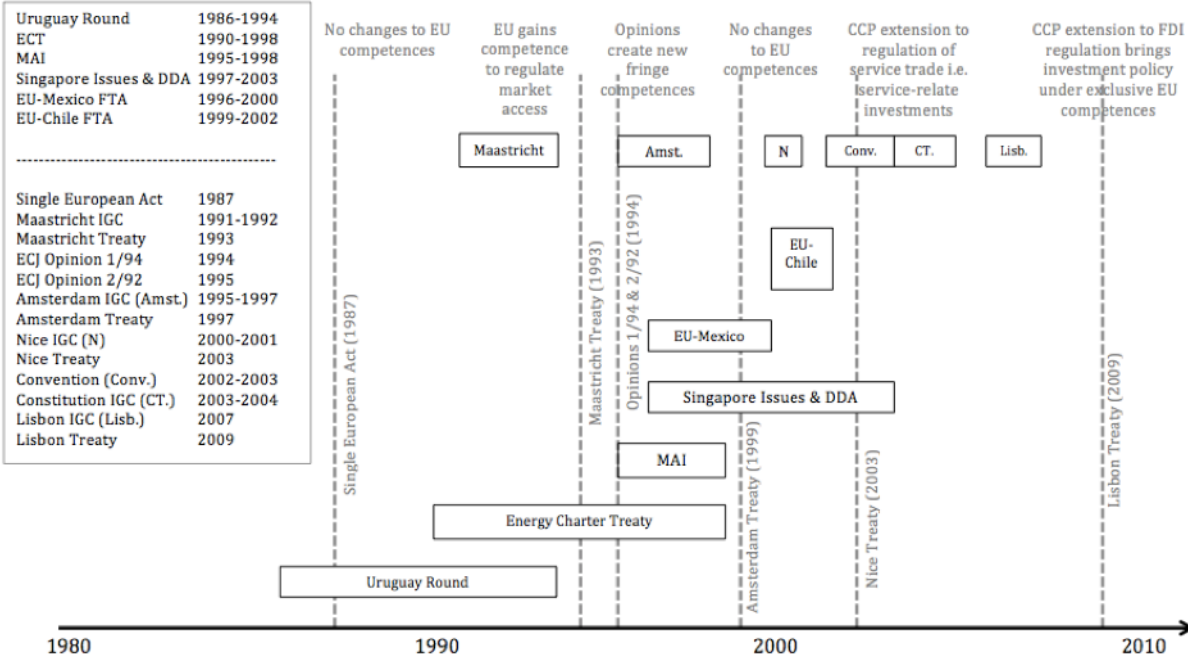 Uruguay Round 1986-1994
ECT 1990-1998
MAI 1995-1998
Singapore Issues & DDA 1997-2003
EU-Mexico FTA 1996-2000
EU-Chile FTA 1999-2002
------------------------------------------------
Single European Act 1987
Maastricht IGC 1991-1992
Maastricht Treaty 1993
ECJ Opinion 1/94 1994
ECJ Opinion 2/92 1995
Amsterdam IGC (Amst.) 1995-1997
Amsterdam Treaty 1997
Nice IGC (N) 2000-2001
Nice Treaty 2003
Convention (Conv.) 2002-2003
Constitution IGC (CT.) 2003-2004
Lisbon IGC (Lisb.) 2007
Lisbon Treaty 2009
No changes to EU
competences
EU gains
competence
to regulate
market
access
Opinions
create new
fringe
competences
No changes
to EU
competences
CCP extension to
regulation of
service trade i.e.
service-relate
investments
CCP extension to FDI
regulation brings
investment policy
under exclusive EU
competences
Maastricht
Amst.
N
Conv.
CT.
Lisb.
EU-
Chile
EU-Mexico
Singapore Issues & DDA
MAI
Energy Charter Treaty
Uruguay Round
Single European Act (1987)
Maastricht Treaty (1993)
Opinions 1/94 & 2/92 (1994)
Amsterdam Treaty (1999)
Nice Treaty (2003)
Lisbon Treaty (2009)
1980
1990
2000
2010